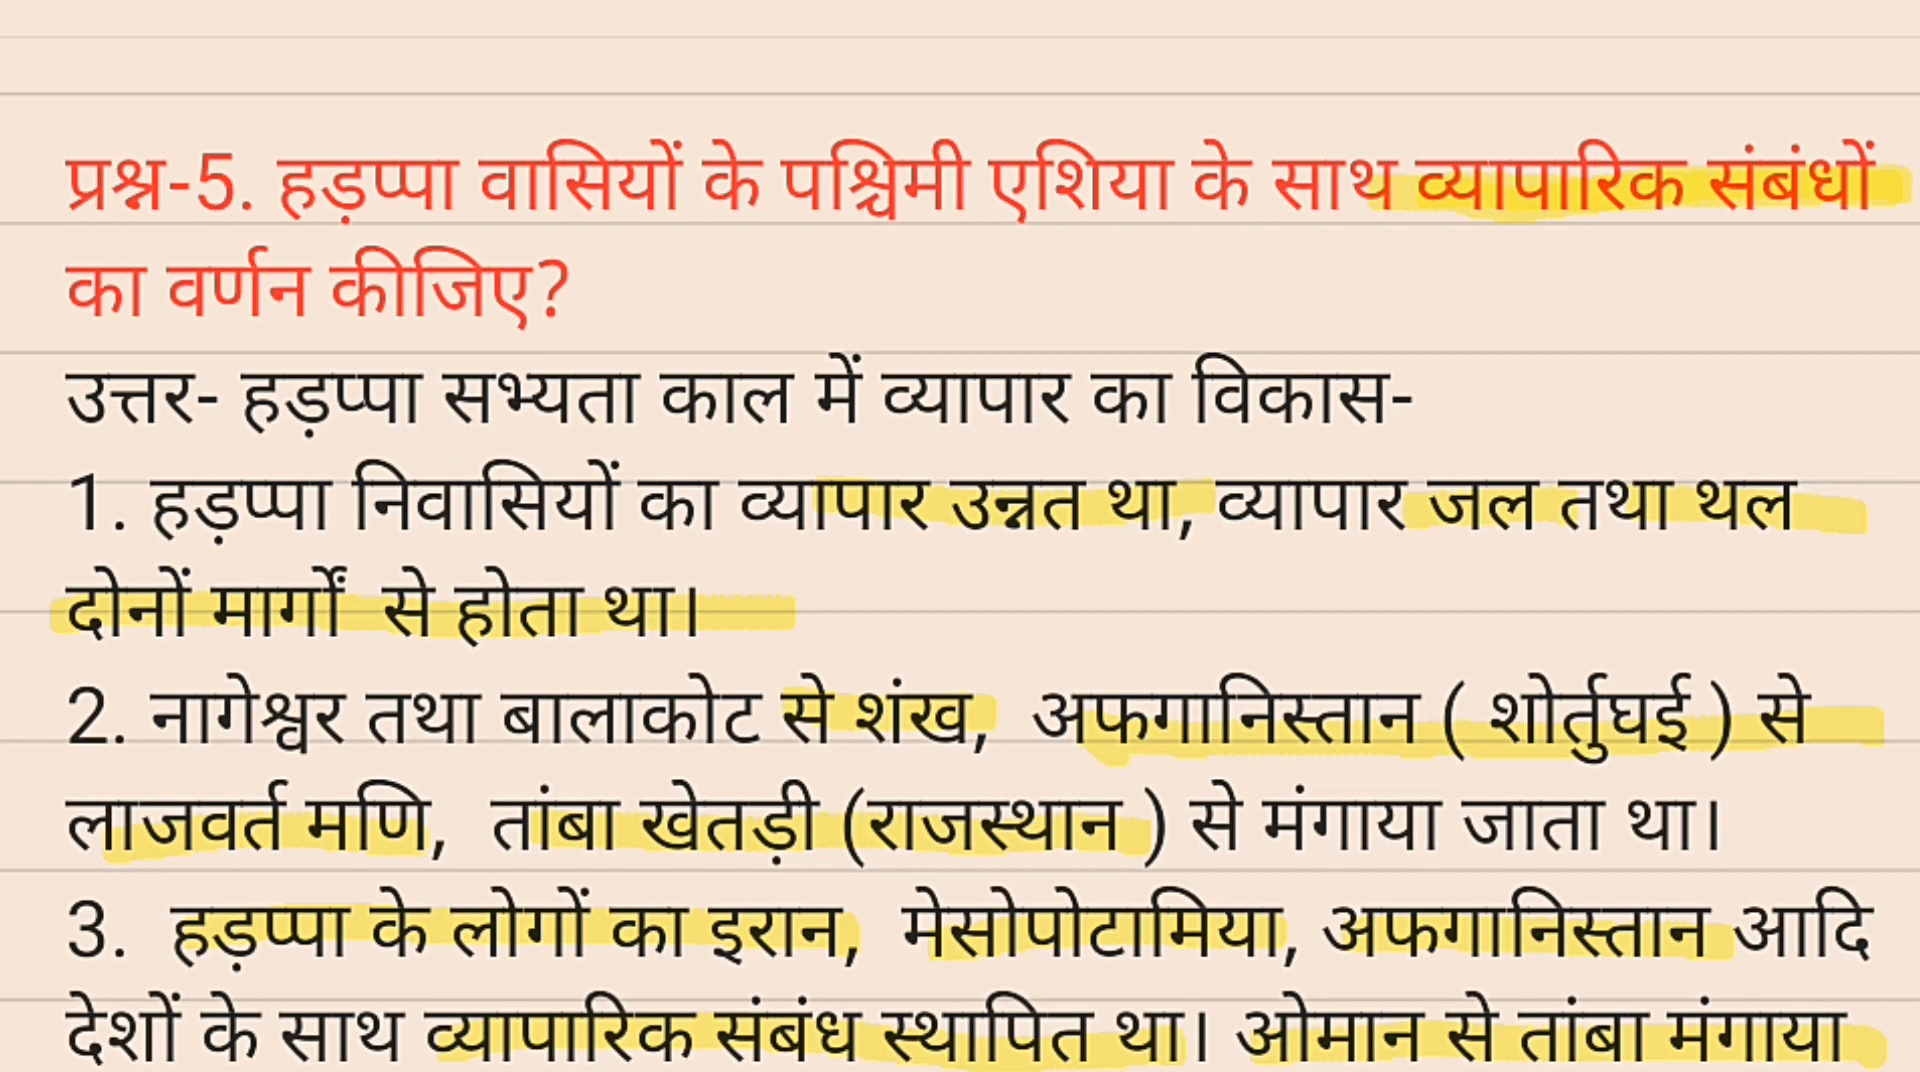 प्रश्न-5. हड़प्पा वासियों के पश्चिमी एशिया के साथ व्यापारिक संबंधों
का वर्णन कीजिए?
उत्तर- हड़प्पा सभ्यता काल में व्यापार का विकास-
1. हड़प्पा निवासियों का व्यापार उन्नत था, व्यापार जल तथा थल
दोनों मार्गों से होता था।
2. नागेश्वर तथा बालाकोट से शंख, अफगानिस्तान ( शोर्तुघई ) से
लाजवर्त मणि, तांबा खेतड़ी (राजस्थान ) से मंगाया जाता था।
3. हड़प्पा के लोगों का इरान, मेसोपोटामिया, अफगानिस्तान आदि
देशों के साथ व्यापारिक संबंध स्थापित था। ओमान से तांबा मंगाया